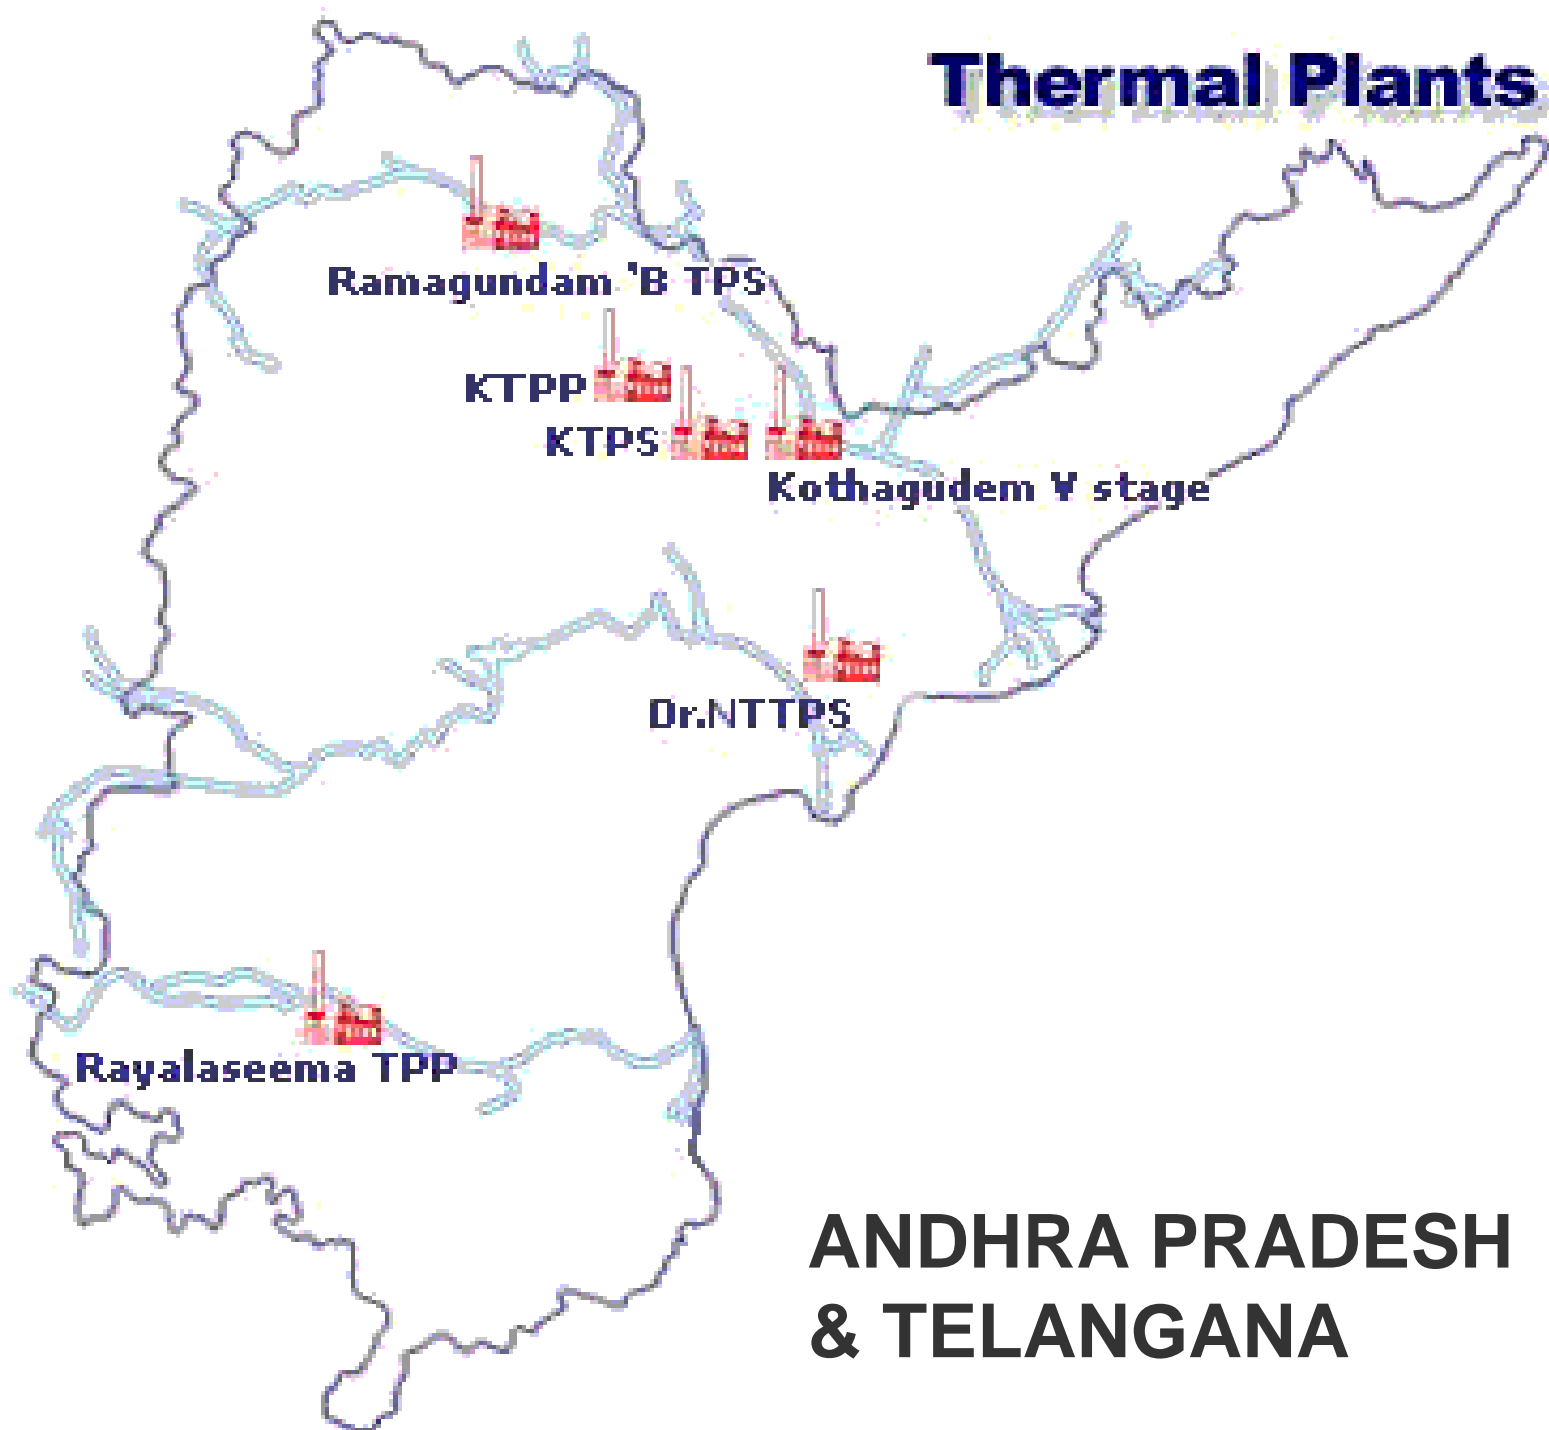 Thermal Plants
Ramagundam 'B TPS
KTPP
KTPS
Kothagudem V stage
Dr.NTTPS
Rayalaseema TPP
ANDHRA PRADESH
& TELANGANA